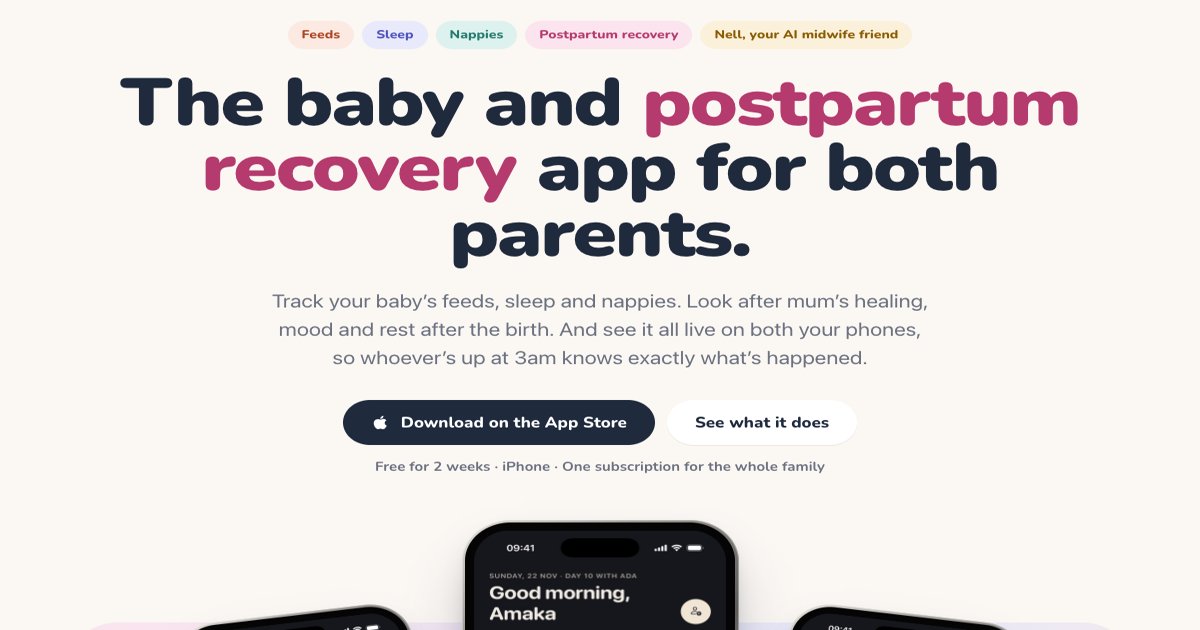 Feeds Sleep Nappies Postpartum recovery Nell, your AI midwife friend
The baby and postpartum
recovery app for both
parents.
Track your baby’s feeds, sleep and nappies. Look after mum’s healing,
mood and rest after the birth. And see it all live on both your phones,
so whoever’s up at 3am knows exactly what’s happened.
Download on the App Store See what it does
Free for 2 weeks · iPhone · One subscription for the whole family
09:41
SUNDAY, 22 NOV · DAY 10 WITH ADA
Good morning,
Amaka
09:41